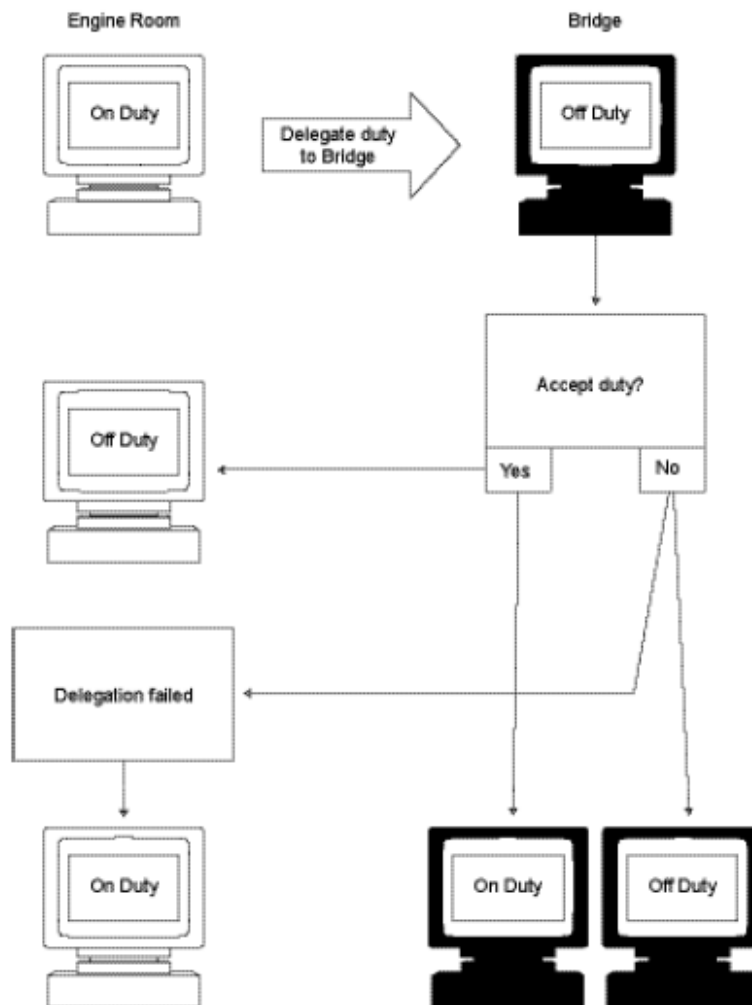 Engine Room
Bridge
On Duty
Delegate duty
to Bridge
Off Duty
Accept duty?
Yes
No
Off Duty
Delegation failed
On Duty
On Duty
Off Duty